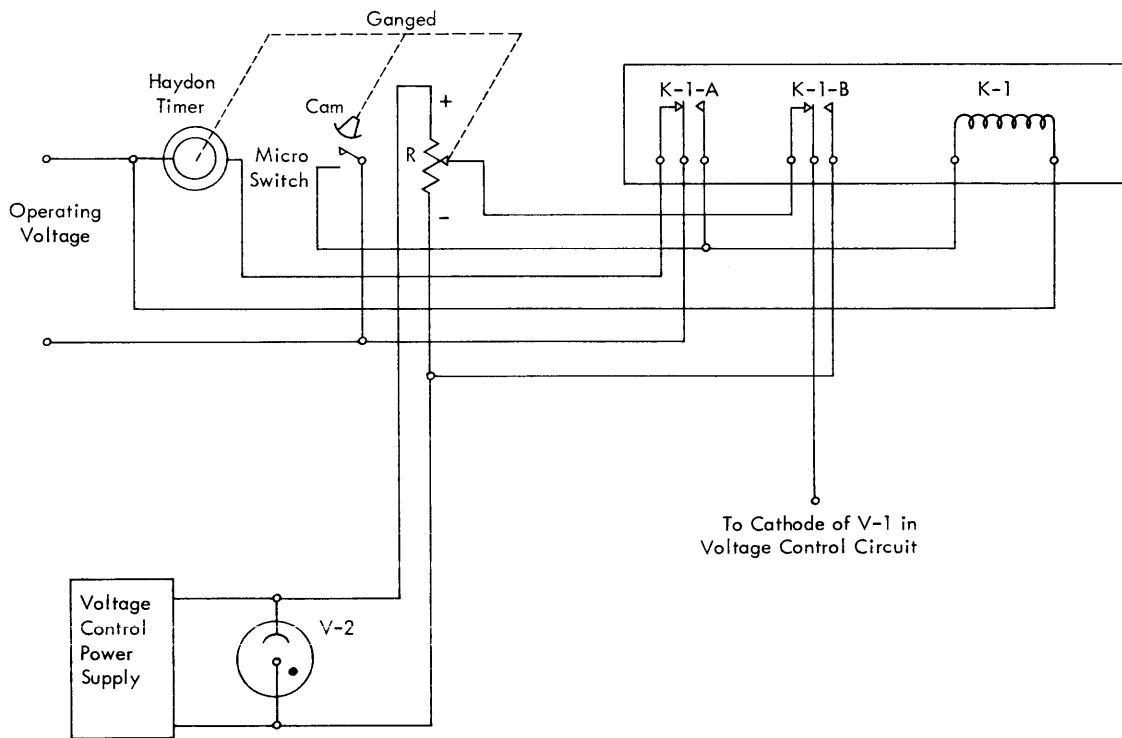 Ganged
Haydon
Timer
Cam
Micro
Switch
+
R
-
K-1-A
K-1-B
K-1
Operating
Voltage
To Cathode of V-1 in
Voltage Control Circuit
Voltage
Control
Power
Supply
V-2